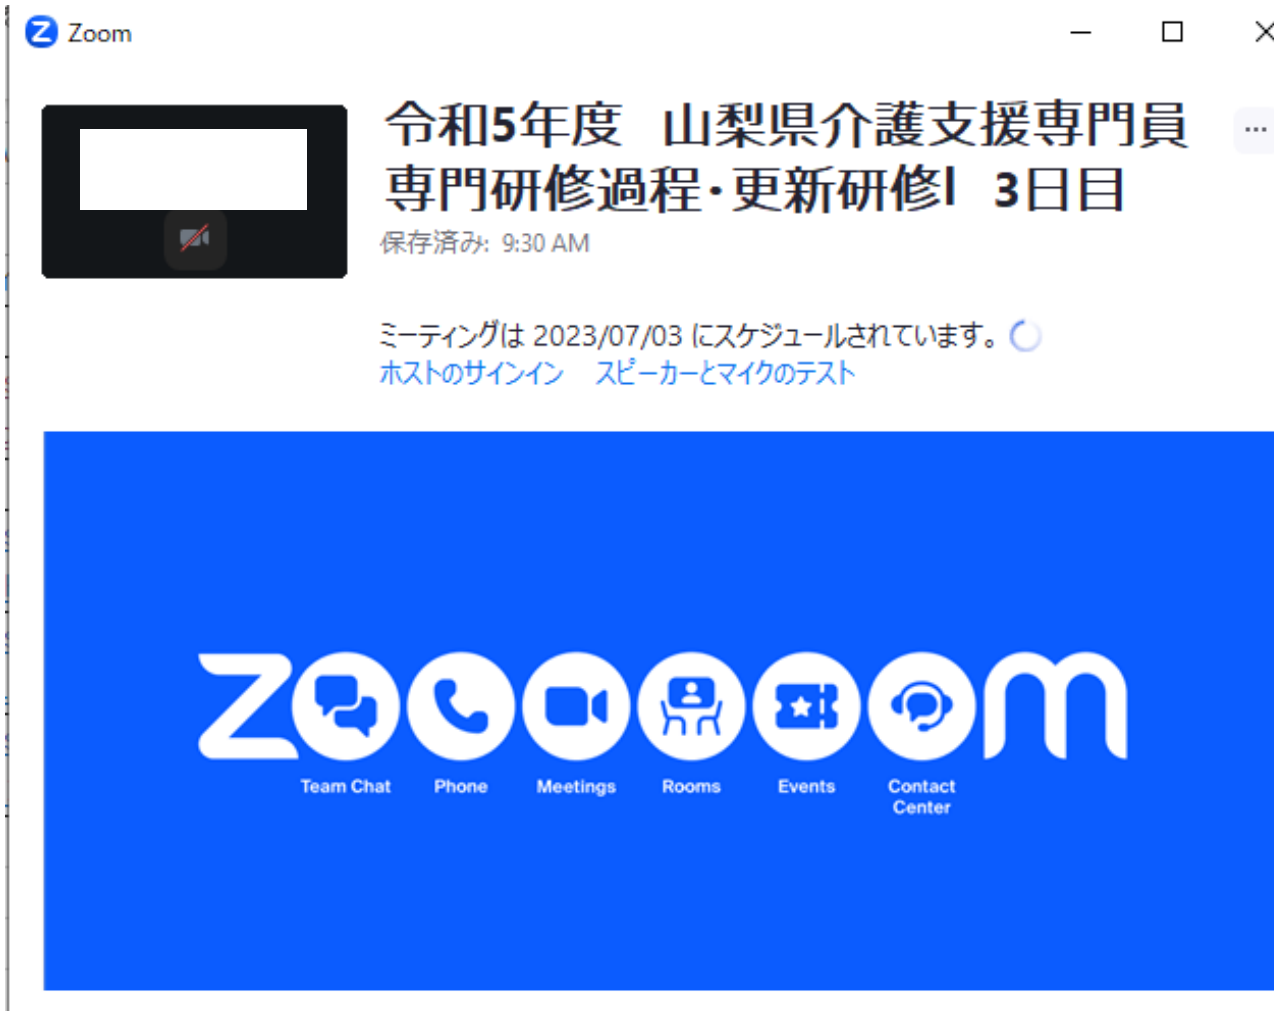 Zoom
令和5年度　山梨県介護支援専門員
専門研修過程・更新研修Ⅰ　3日目
保存済み: 9:30 AM
ミーティングは 2023/07/03 にスケジュールされています。
ホストのサインイン　スピーカーとマイクのテスト
ZOOOOOOM
Team Chat　Phone　Meetings　Rooms　Events　Contact Center